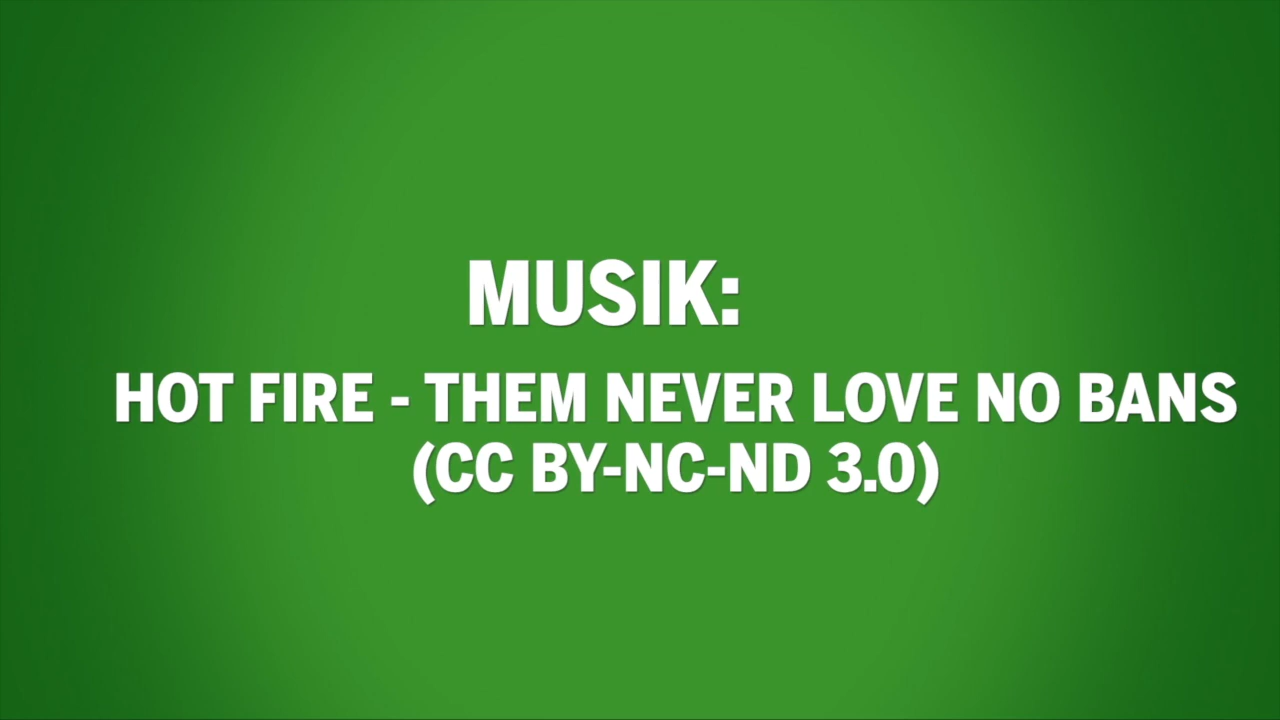 MUSIK:
HOT FIRE - THEM NEVER LOVE NO BANS
(CC BY-NC-ND 3.0)